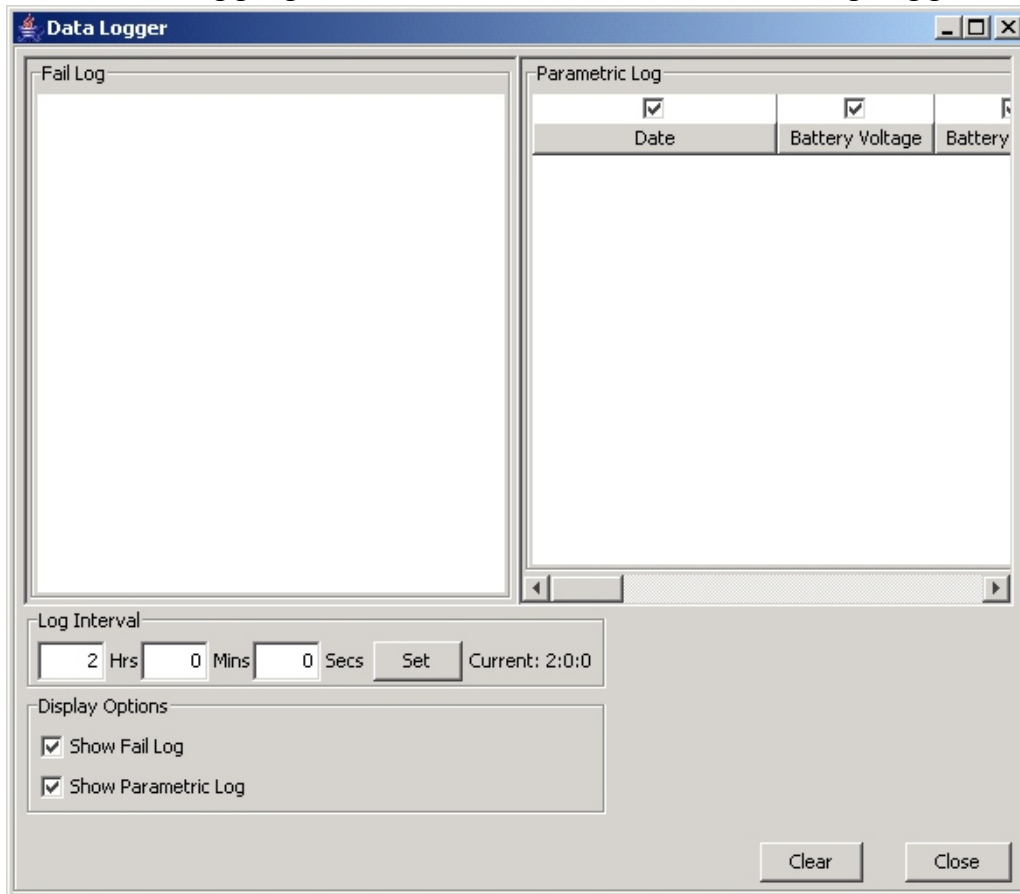 Data Logger
Fail Log
Parametric Log
Date Battery Voltage Battery
Log Interval
2 Hrs 0 Mins 0 Secs Set Current: 2:0:0
Display Options
Show Fail Log
Show Parametric Log
Clear Close